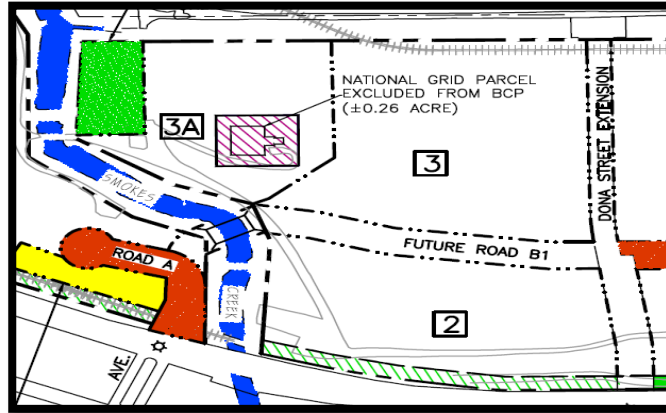 NATIONAL GRID PARCEL
EXCLUDED FROM BCP
(±0.26 ACRE)
3A
3
DONA STREET EXTENSION
SMOKES
ROAD A
FUTURE ROAD B1
CREEK
2
AVE.